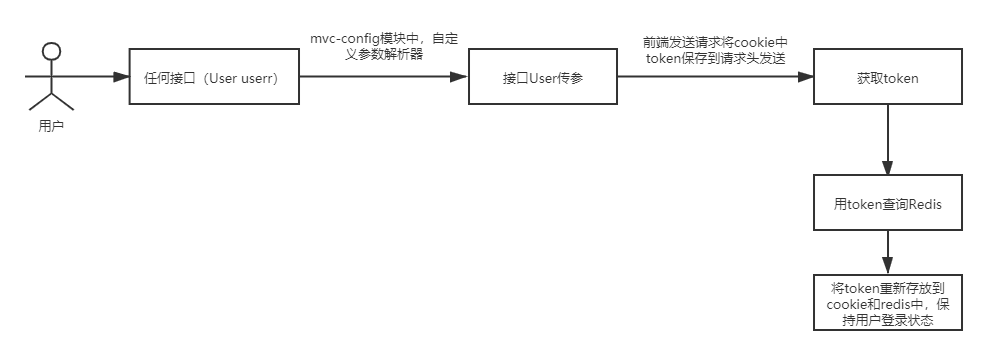 mvc-config模块中，自定
义参数解析器
前端发送请求将cookie中
token保存到请求头发送
任何接口（User userr）
接口User传参
获取token
用户
用token查询Redis
将token重新存放到
cookie和redis中，保
持用户登录状态